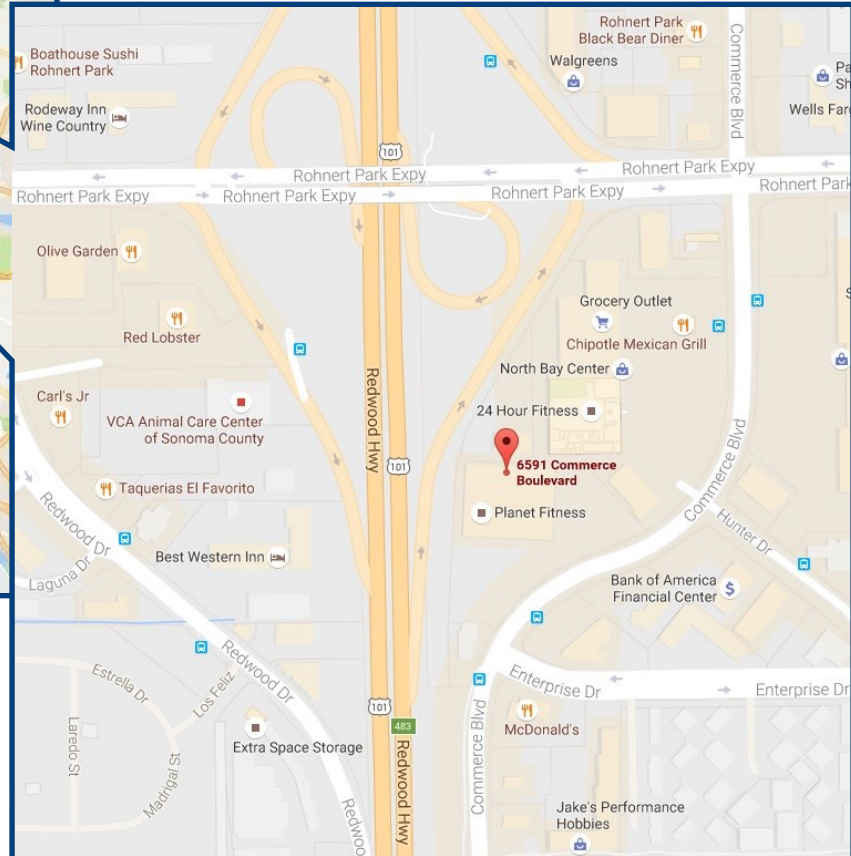 Rohnert Park
Black Bear Diner
Boathouse Sushi
Rohnert Park
Walgreens
Commerce Blvd
Rodeway Inn
Wine Country
Wells
101
Rohnert Park Expy
Rohnert Park Expy
Rohnert Park Expy
Rohnert Park Expy
Rohnert Park Expy
Rohnert Park
Olive Garden
Grocery Outlet
Red Lobster
Chipotle Mexican Grill
North Bay Center
Redwood Hwy
Carl's Jr
24 Hour Fitness
VCA Animal Care Center
of Sonoma County
101
6591 Commerce
Boulevard
Commerce Blvd
Taquerias El Favorito
Planet Fitness
Redwood Dr
Hunter Dr
Best Western Inn
Laguna Dr
Bank of America
Financial Center
$
Redwood Dr
Estrella Dr
Los Feliz
Enterprise Dr
Enterprise Dr
101
483
McDonald's
Laredo St
Extra Space Storage
Redwood Hwy
Commerce Blvd
Madrigal St
Jake's Performance
Hobbies